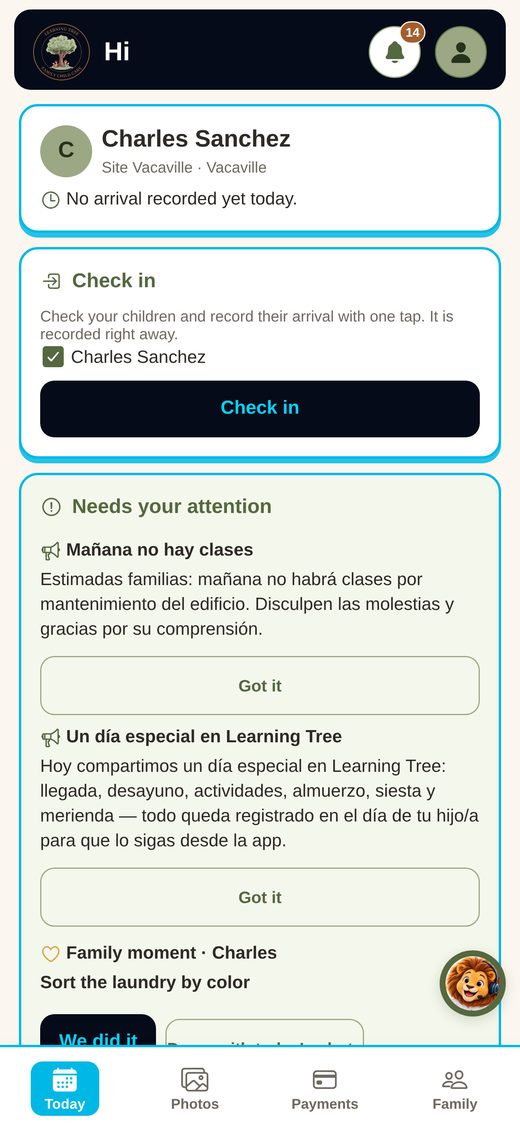 LEARNING TREE
FAMILY CHILD CARE
Hi
14
C
Charles Sanchez
Site Vacaville · Vacaville
No arrival recorded yet today.
Check in
Check your children and record their arrival with one tap. It is
recorded right away.
Charles Sanchez
Check in
Needs your attention
Mañana no hay clases
Estimadas familias: mañana no habrá clases por
mantenimiento del edificio. Disculpen las molestias y
gracias por su comprensión.
Got it
Un día especial en Learning Tree
Hoy compartimos un día especial en Learning Tree:
llegada, desayuno, actividades, almuerzo, siesta y
merienda — todo queda registrado en el día de tu hijo/a
para que lo sigas desde la app.
Got it
Family moment · Charles
Sort the laundry by color
We did it
Today
Photos
Payments
Family